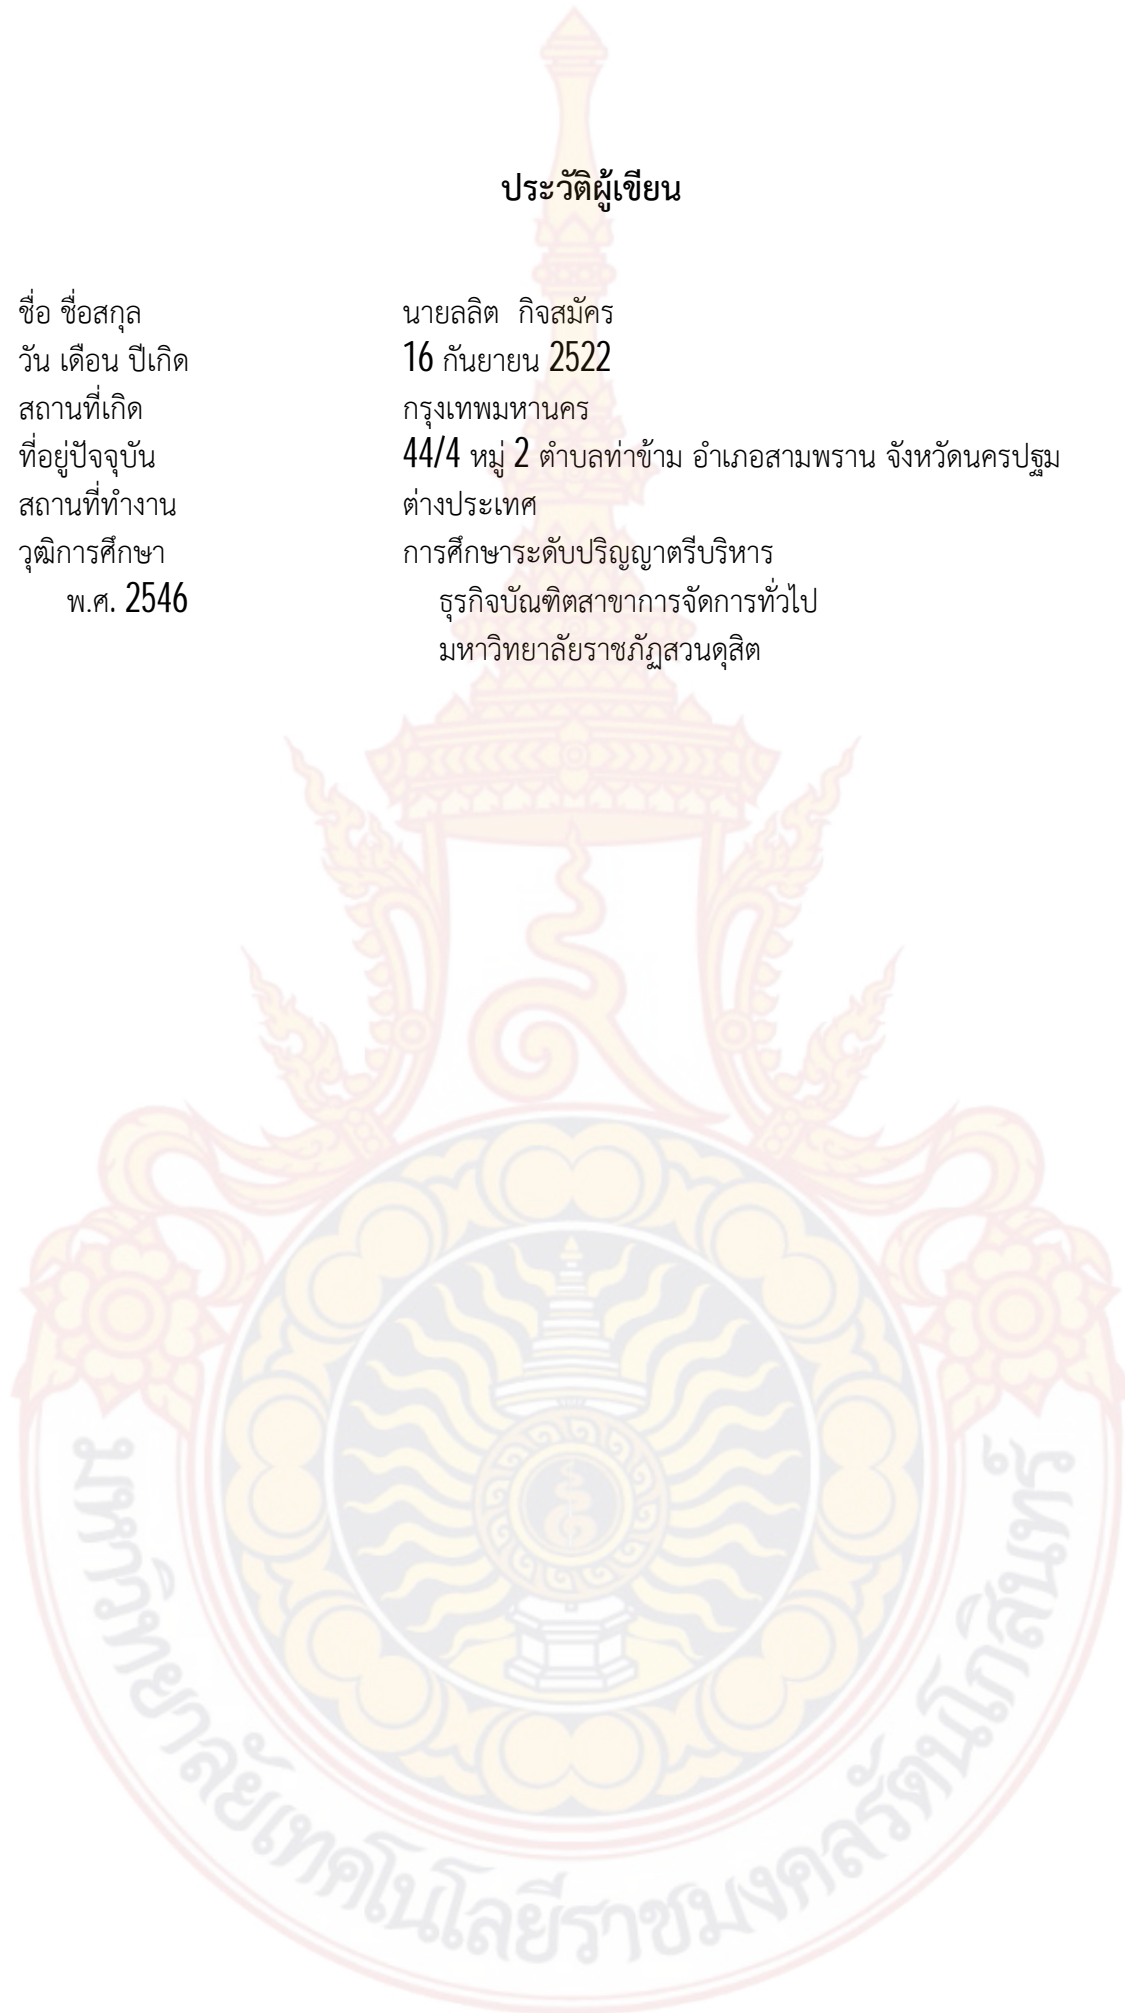 ประวัติผู้เขียน
ชื่อ ชื่อสกุล นายลลิต กิจสมัคร
วัน เดือน ปีเกิด 16 กันยายน 2522
สถานที่เกิด กรุงเทพมหานคร
ที่อยู่ปัจจุบัน 44/4 หมู่ 2 ตำบลท่าข้าม อำเภอสามพราน จังหวัดนครปฐม
สถานที่ทำงาน ต่างประเทศ
วุฒิการศึกษา การศึกษาระดับปริญญาตรีบริหาร
พ.ศ. 2546 ธุรกิจบัณฑิตสาขาการจัดการทั่วไป
มหาวิทยาลัยราชภัฏสวนดุสิต
มหาวิทยาลัยเทคโนโลยีราชมงคลรัตนโกสินทร์